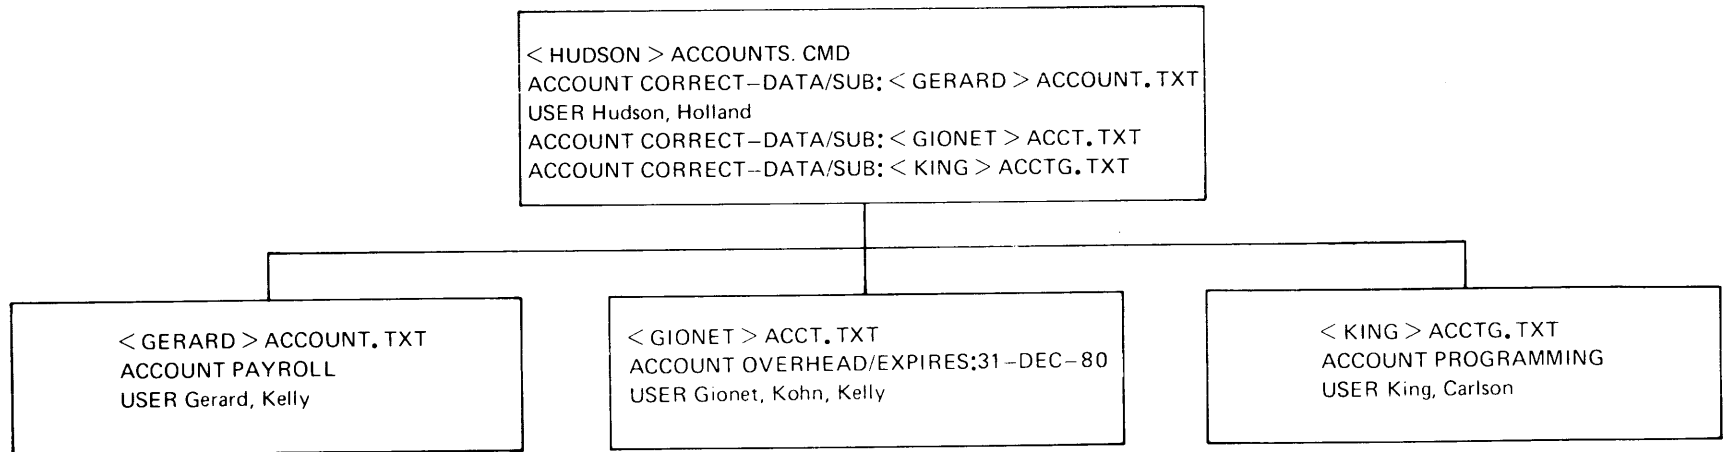 < HUDSON > ACCOUNTS. CMD
ACCOUNT CORRECT–DATA/SUB: < GERARD > ACCOUNT. TXT
USER Hudson, Holland
ACCOUNT CORRECT–DATA/SUB: < GIONET > ACCT. TXT
ACCOUNT CORRECT–DATA/SUB: < KING > ACCTG. TXT
< GERARD > ACCOUNT. TXT
ACCOUNT PAYROLL
USER Gerard, Kelly
< GIONET > ACCT. TXT
ACCOUNT OVERHEAD/EXPIRES:31–DEC–80
USER Gionet, Kohn, Kelly
< KING > ACCTG. TXT
ACCOUNT PROGRAMMING
USER King, Carlson